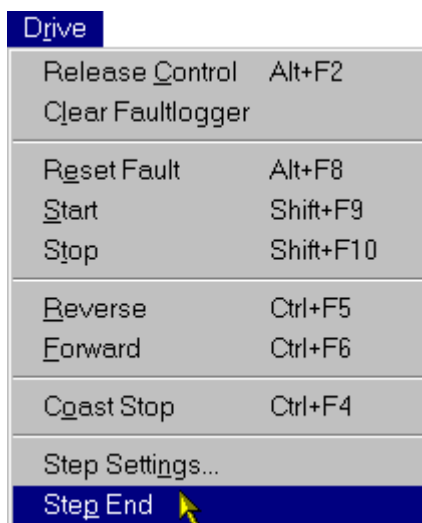 Drive
Release Control Alt+F2
Clear Faultlogger
Reset Fault Alt+F8
Start Shift+F9
Stop Shift+F10
Reverse Ctrl+F5
Forward Ctrl+F6
Coast Stop Ctrl+F4
Step Settings...
Step End